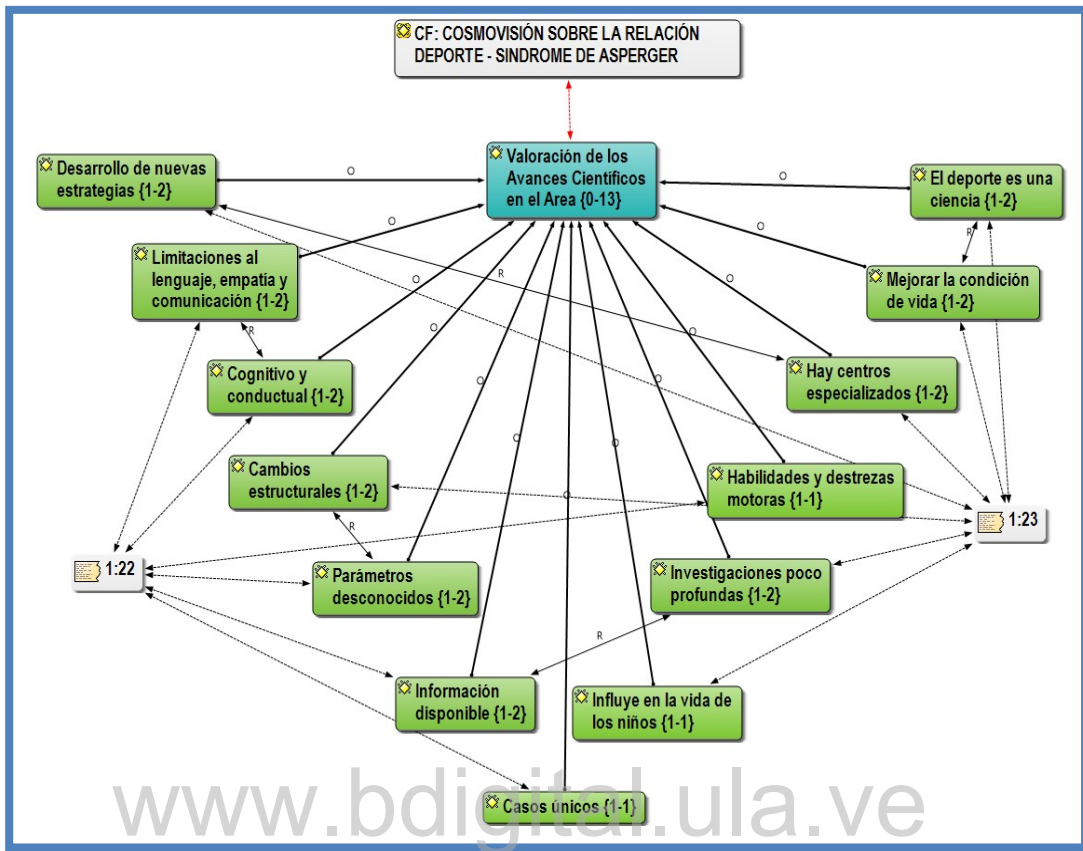 CF: COSMOVISIÓN SOBRE LA RELACIÓN
DEPORTE - SINDROME DE ASPERGER
Valoración de los
Avances Científicos
en el Area {0-13}
Desarrollo de nuevas
estrategias {1-2}
El deporte es una
ciencia {1-2}
Limitaciones al
lenguaje, empatía y
comunicación {1-2}
Mejorar la condición
de vida {1-2}
Cognitivo y
conductual {1-2}
Hay centros
especializados {1-2}
Cambios
estructurales {1-2}
Habilidades y destrezas
motoras {1-1}
1:23
1:22
Parámetros
desconocidos {1-2}
Investigaciones poco
profundas {1-2}
Información
disponible {1-2}
Influye en la vida de
los niños {1-1}
Casos únicos {1-1}
O
O
O
O
O
O
O
O
O
O
O
O
O
R
R
R
R
R
www.bdigital.ula.ve